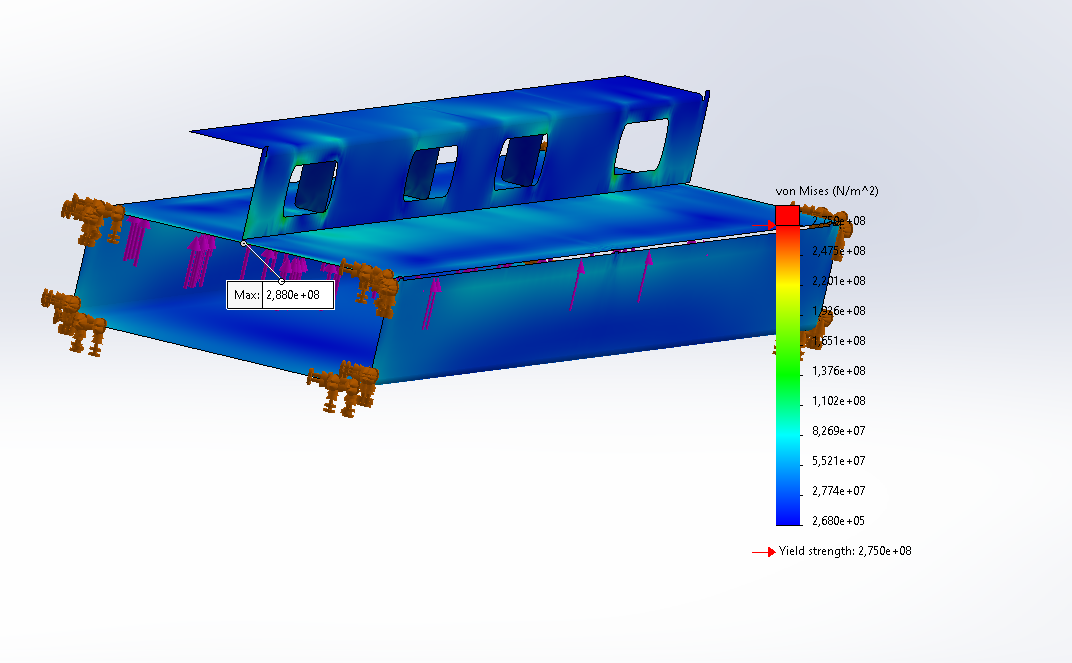 von Mises (N/m^2)
2,750e+08
2,475e+08
2,201e+08
1,926e+08
1,651e+08
1,376e+08
1,102e+08
8,269e+07
5,521e+07
2,774e+07
2,680e+05
Max: 2,880e+08
Yield strength: 2,750e+08